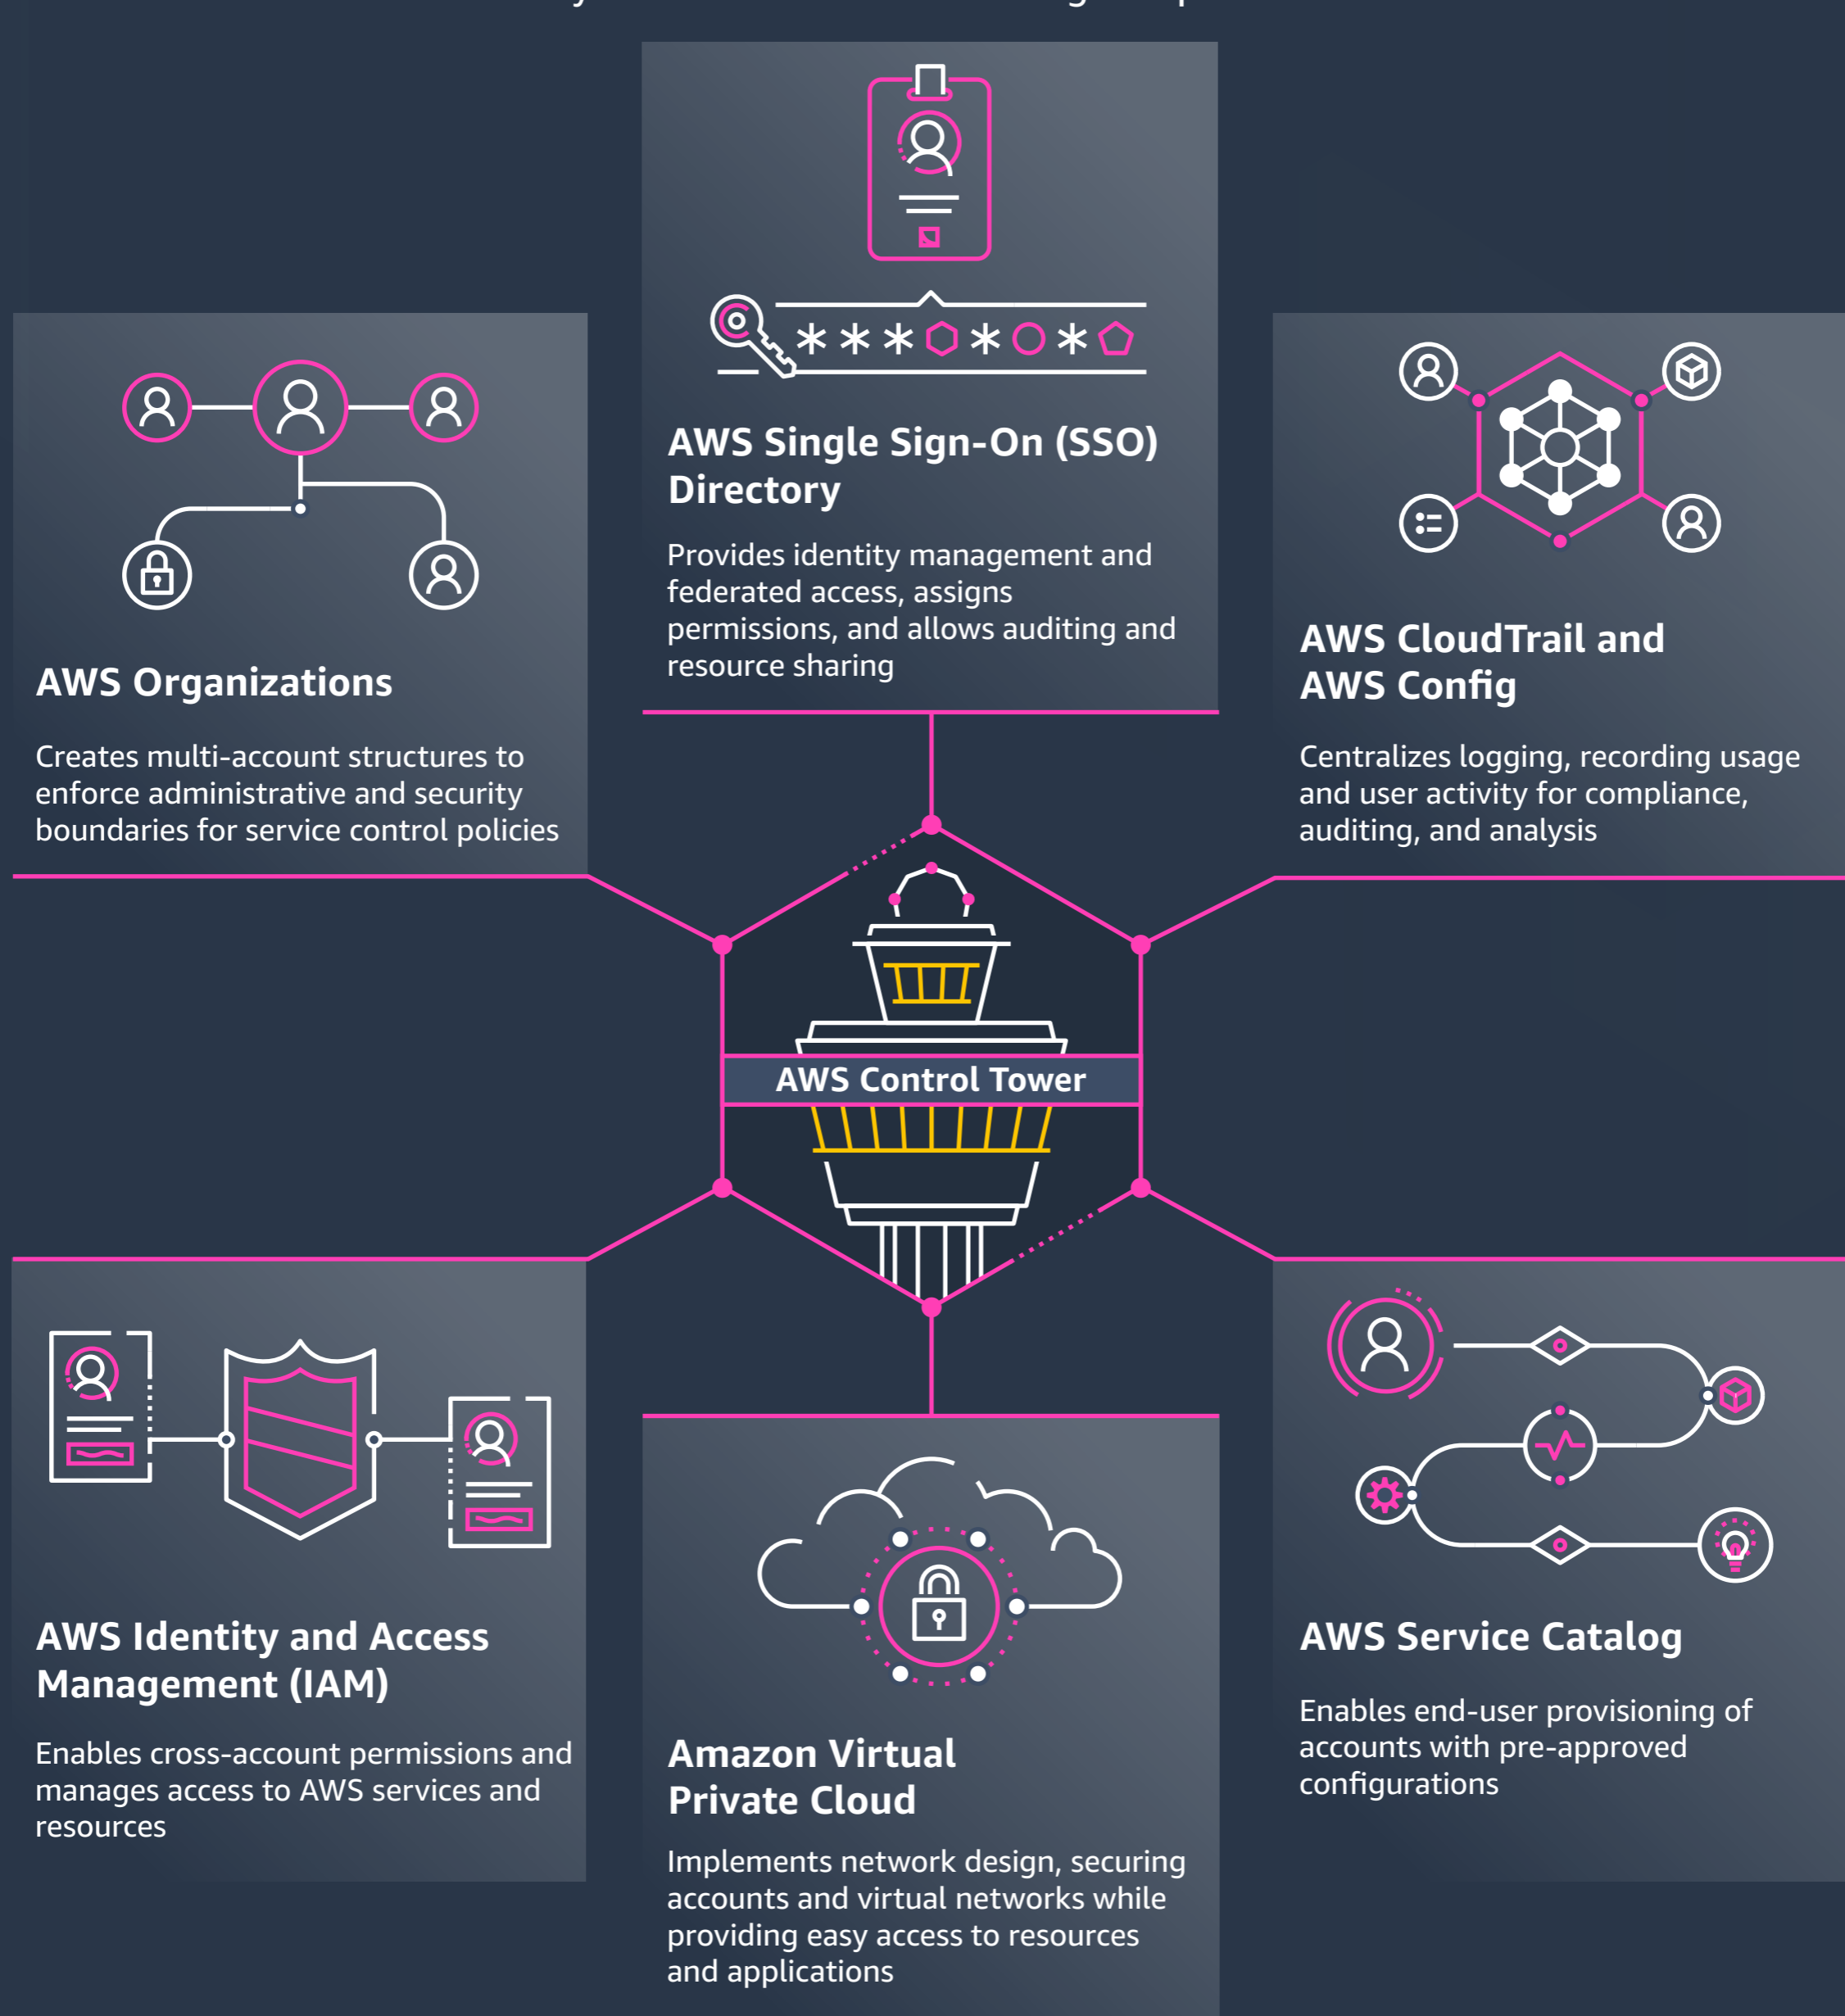 AWS Single Sign-On (SSO)
Directory
Provides identity management and
federated access, assigns
permissions, and allows auditing and
resource sharing
AWS Organizations
Creates multi-account structures to
enforce administrative and security
boundaries for service control policies
AWS CloudTrail and
AWS Config
Centralizes logging, recording usage
and user activity for compliance,
auditing, and analysis
AWS Control Tower
AWS Identity and Access
Management (IAM)
Enables cross-account permissions and
manages access to AWS services and
resources
Amazon Virtual
Private Cloud
Implements network design, securing
accounts and virtual networks while
providing easy access to resources
and applications
AWS Service Catalog
Enables end-user provisioning of
accounts with pre-approved
configurations